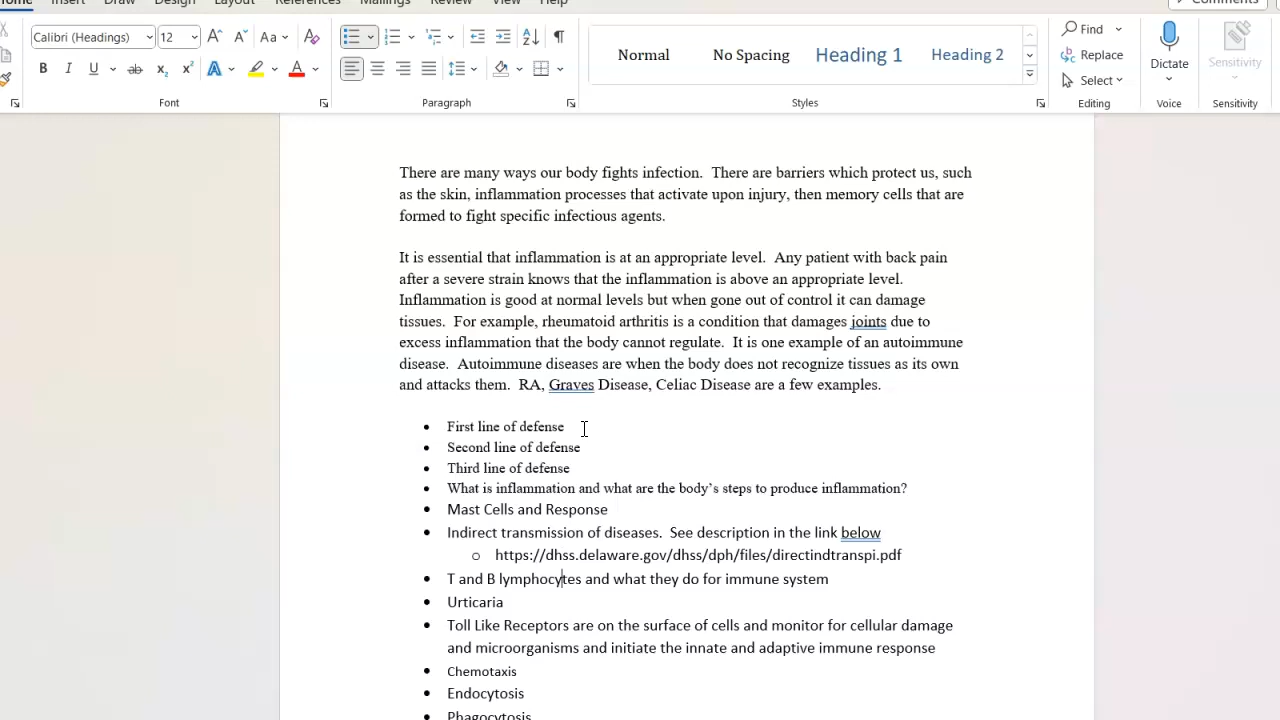 Home Insert Draw Design Layout References Mailings Review View Help Comments
Calibri (Headings) 12 A A Aa A
Find
Normal No Spacing Heading 1 Heading 2
Replace
Dictate Sensitivity
B I U ab x₂ x² A A
Select
Font Paragraph Styles Editing Voice Sensitivity
There are many ways our body fights infection.  There are barriers which protect us, such
as the skin, inflammation processes that activate upon injury, then memory cells that are
formed to fight specific infectious agents.
It is essential that inflammation is at an appropriate level.  Any patient with back pain
after a severe strain knows that the inflammation is above an appropriate level.
Inflammation is good at normal levels but when gone out of control it can damage
tissues.  For example, rheumatoid arthritis is a condition that damages joints due to
excess inflammation that the body cannot regulate.  It is one example of an autoimmune
disease.  Autoimmune diseases are when the body does not recognize tissues as its own
and attacks them.  RA, Graves Disease, Celiac Disease are a few examples.
• First line of defense
• Second line of defense
• Third line of defense
• What is inflammation and what are the body's steps to produce inflammation?
• Mast Cells and Response
• Indirect transmission of diseases.  See description in the link below
o https://dhss.delaware.gov/dhss/dph/files/directindtranspi.pdf
• T and B lymphocytes and what they do for immune system
• Urticaria
• Toll Like Receptors are on the surface of cells and monitor for cellular damage
and microorganisms and initiate the innate and adaptive immune response
• Chemotaxis
• Endocytosis
• Phagocytosis